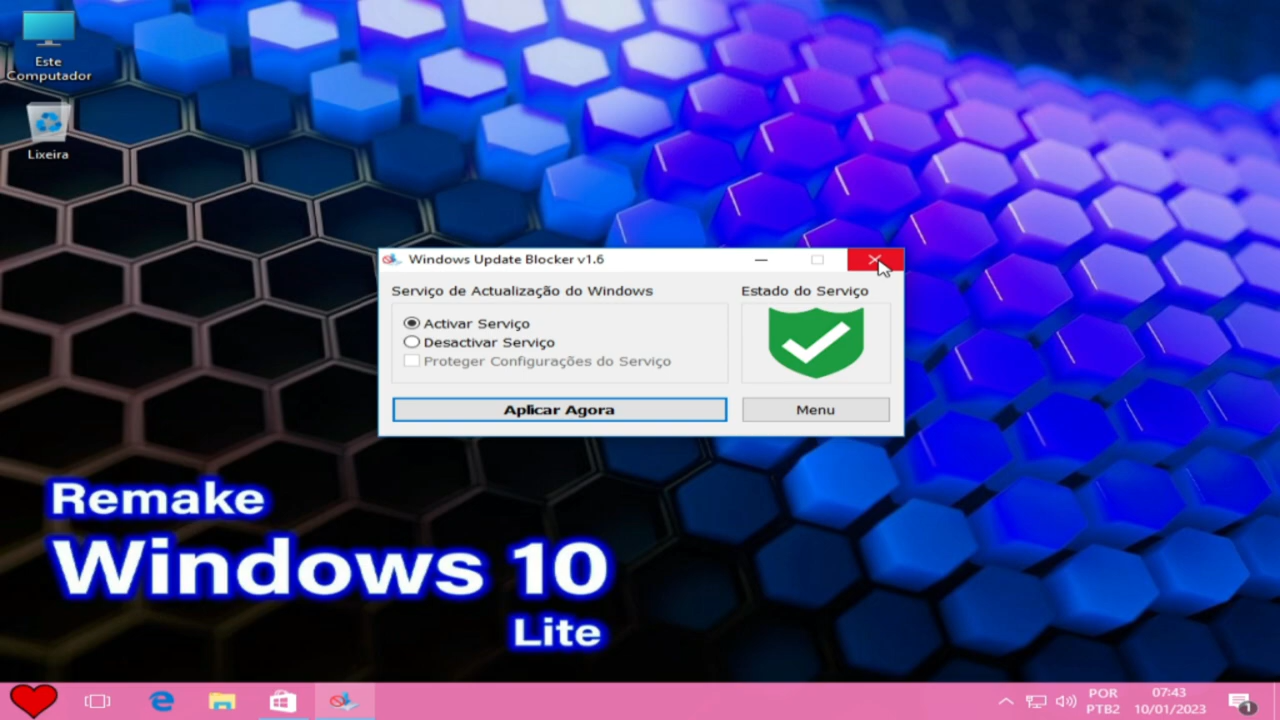 Este
Computador
Lixeira
Windows Update Blocker v1.6
Serviço de Actualização do Windows
Estado do Serviço
Activar Serviço
Desactivar Serviço
Proteger Configurações do Serviço
Aplicar Agora
Menu
Remake
Windows 10
Lite
POR
PTB2
07:43
10/01/2023
1